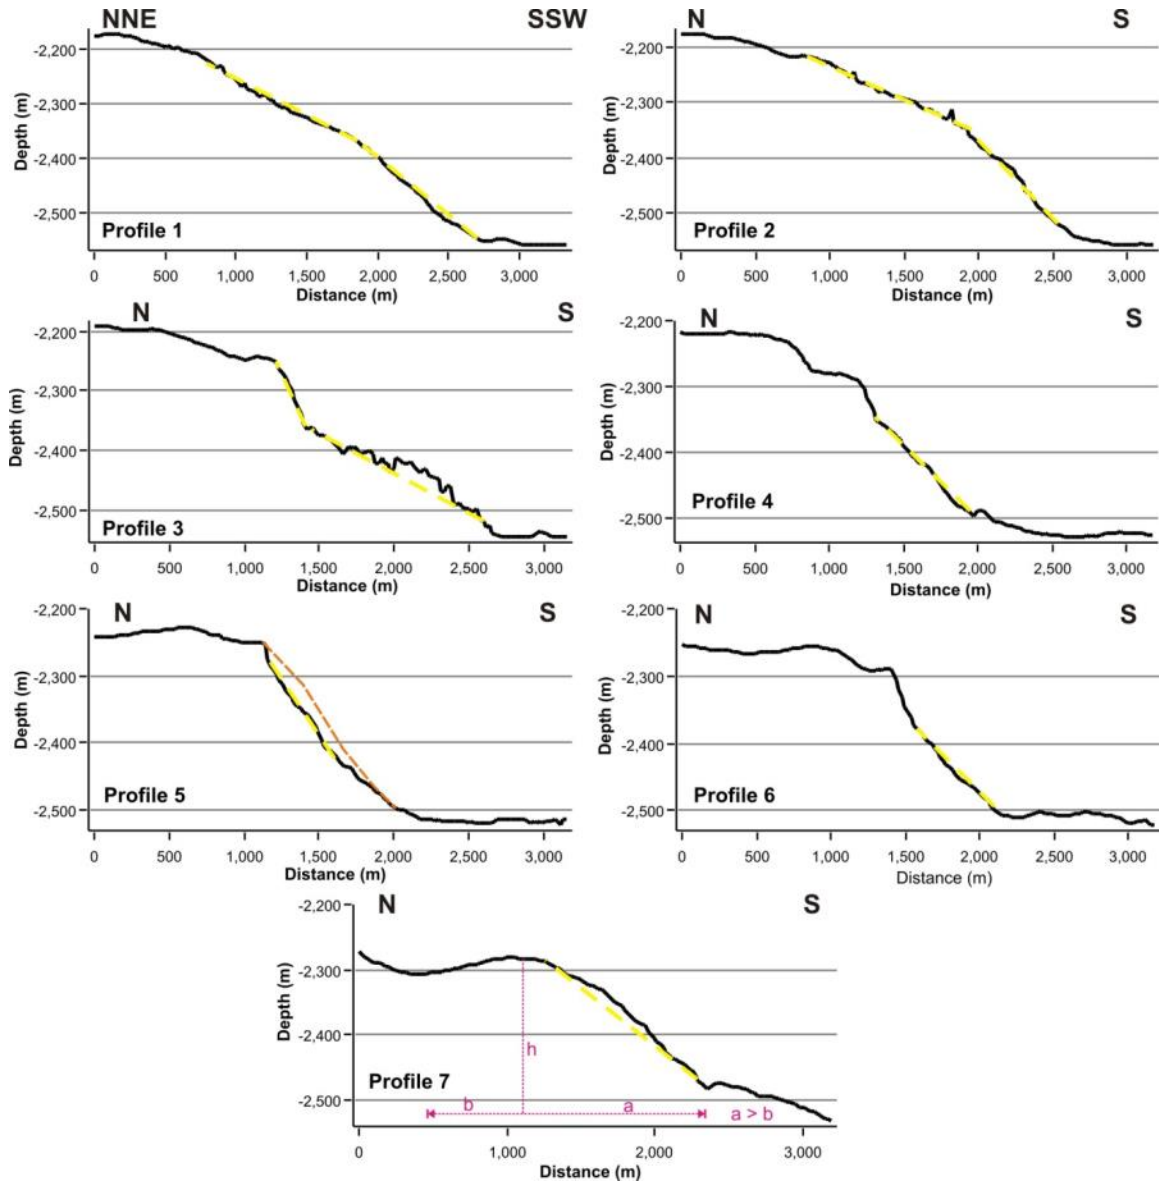 NNE SSW
-2,200
-2,300
-2,400
-2,500
Depth (m)
Profile 1
0 500 1,000 1,500 2,000 2,500 3,000
Distance (m)
N S
-2,200
-2,300
-2,400
-2,500
Depth (m)
Profile 2
0 500 1,000 1,500 2,000 2,500 3,000
Distance (m)
N S
-2,200
-2,300
-2,400
-2,500
Depth (m)
Profile 3
0 500 1,000 1,500 2,000 2,500 3,000
Distance (m)
N S
-2,200
-2,300
-2,400
-2,500
Depth (m)
Profile 4
0 500 1,000 1,500 2,000 2,500 3,000
Distance (m)
N S
-2,200
-2,300
-2,400
-2,500
Depth (m)
Profile 5
0 500 1,000 1,500 2,000 2,500 3,000
Distance (m)
N S
-2,200
-2,300
-2,400
-2,500
Depth (m)
Profile 6
0 500 1,000 1,500 2,000 2,500 3,000
Distance (m)
N S
-2,200
-2,300
-2,400
-2,500
Depth (m)
h
Profile 7
b a a > b
0 1,000 2,000 3,000
Distance (m)